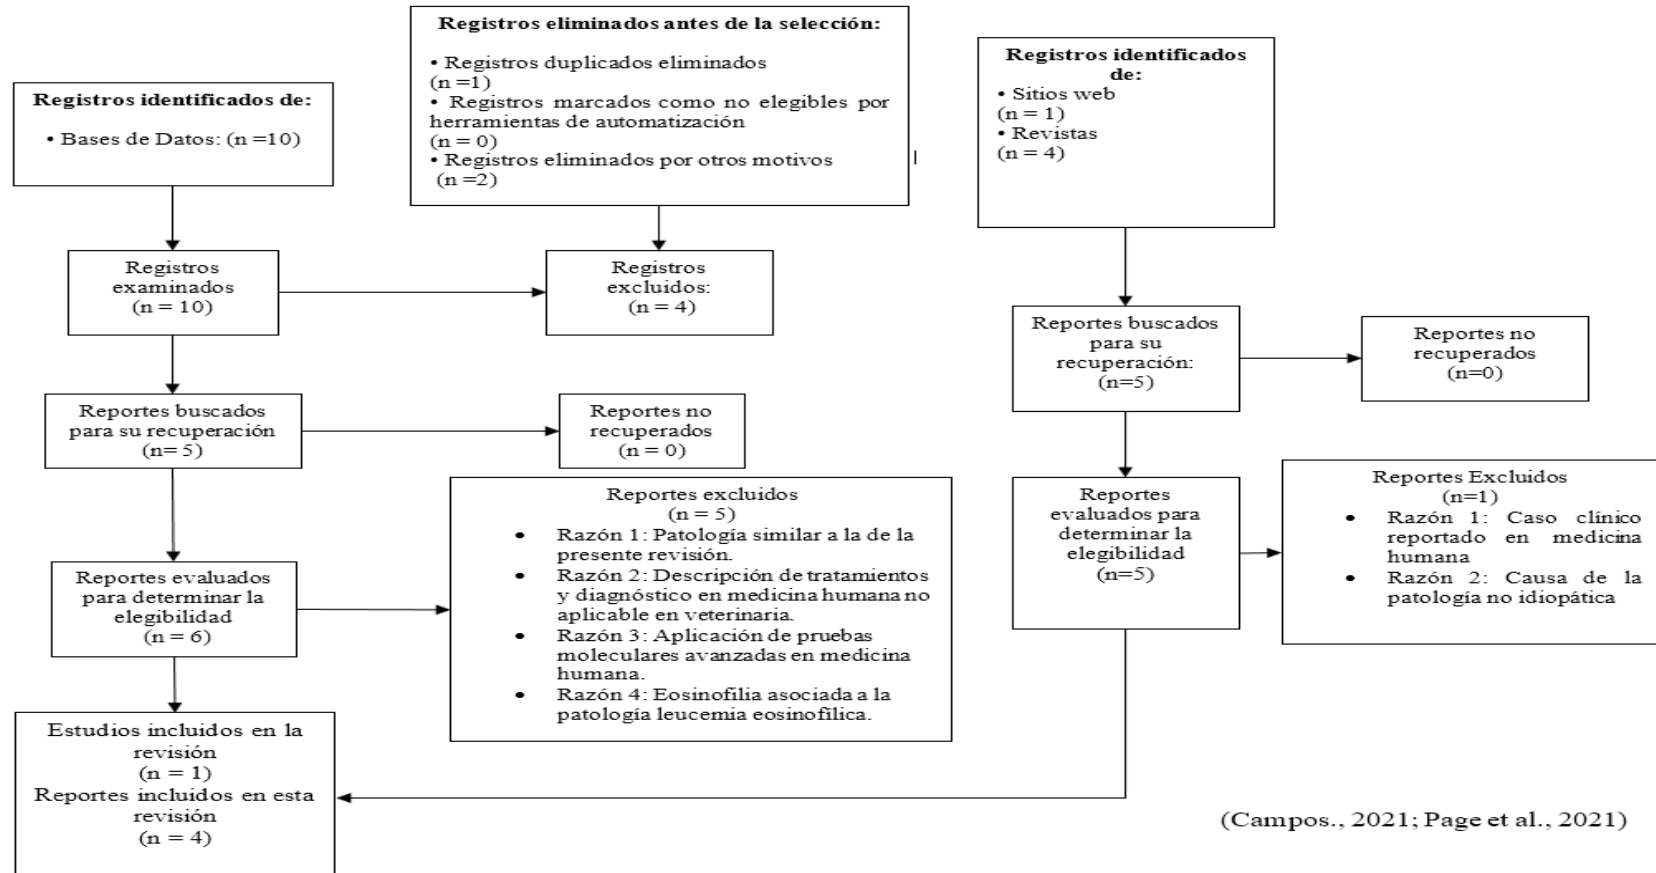 Registros identificados de:
• Bases de Datos: (n =10)
Registros eliminados antes de la selección:
• Registros duplicados eliminados
(n =1)
• Registros marcados como no elegibles por
herramientas de automatización
(n = 0)
• Registros eliminados por otros motivos
(n =2)
Registros identificados
de:
• Sitios web
(n = 1)
• Revistas
(n = 4)
Registros
examinados
(n = 10)
Registros
excluidos:
(n = 4)
Reportes buscados
para su
recuperación:
(n=5)
Reportes no
recuperados
(n=0)
Reportes buscados
para su recuperación
(n= 5)
Reportes no
recuperados
(n = 0)
Reportes evaluados
para determinar la
elegibilidad
(n = 6)
Reportes excluidos
(n = 5)
• Razón 1: Patología similar a la de la
presente revisión.
• Razón 2: Descripción de tratamientos
y diagnóstico en medicina humana no
aplicable en veterinaria.
• Razón 3: Aplicación de pruebas
moleculares avanzadas en medicina
humana.
• Razón 4: Eosinofilia asociada a la
patología leucemia eosinofílica.
Reportes
evaluados para
determinar la
elegibilidad
(n=5)
Reportes Excluidos
(n=1)
• Razón 1: Caso clínico
reportado en medicina
humana
• Razón 2: Causa de la
patología no idiopática
Estudios incluidos en la
revisión
(n = 1)
Reportes incluidos en esta
revisión
(n = 4)
(Campos., 2021; Page et al., 2021)